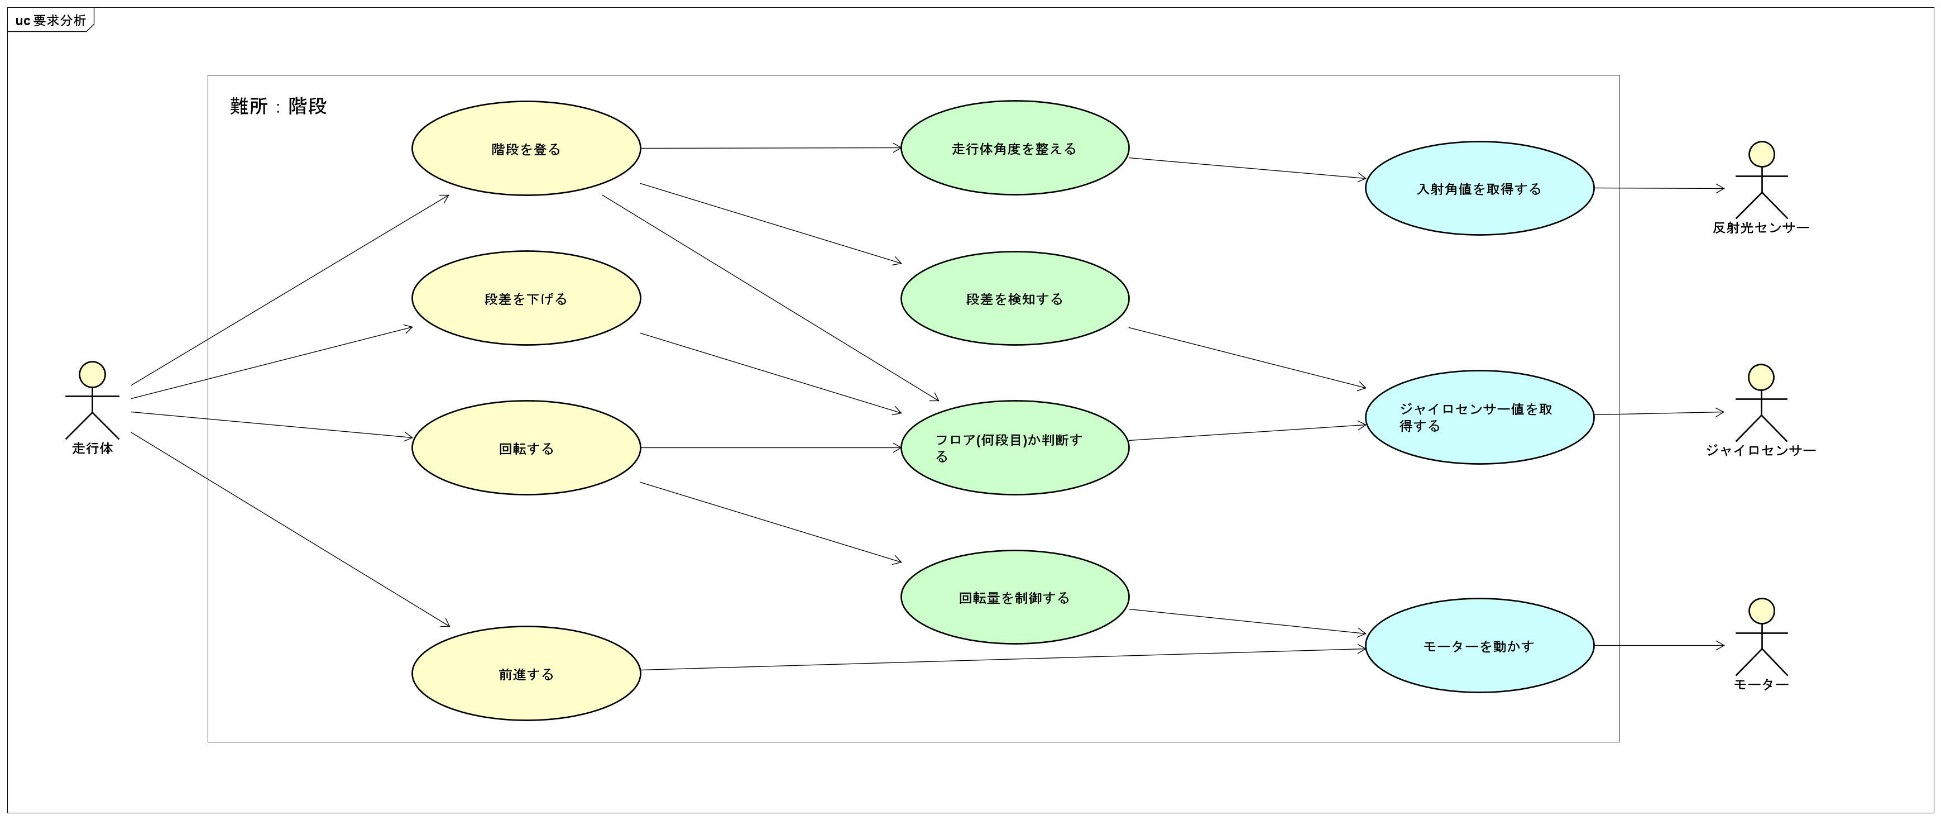 uc 要求分析
難所：階段
階段を登る
走行体角度を整える
入射角値を取得する
反射光センサー
段差を下げる
段差を検知する
走行体
回転する
フロア(何段目)か判断す
る
ジャイロセンサー値を取
得する
ジャイロセンサー
回転量を制御する
前進する
モーターを動かす
モーター